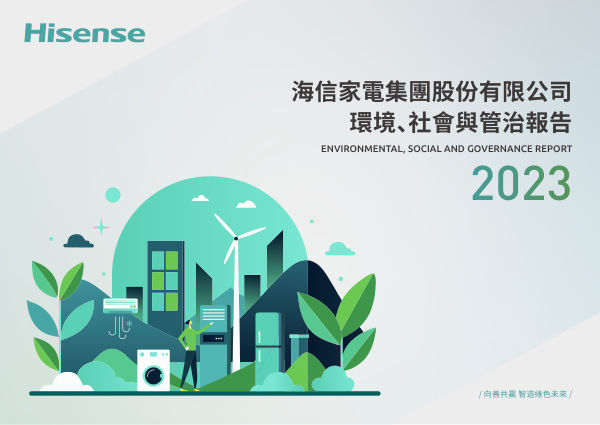 Hisense
海信家電集團股份有限公司
環境、社會與管治報告
ENVIRONMENTAL, SOCIAL AND GOVERNANCE REPORT
2023
/ 向善共贏 智造綠色未來 /